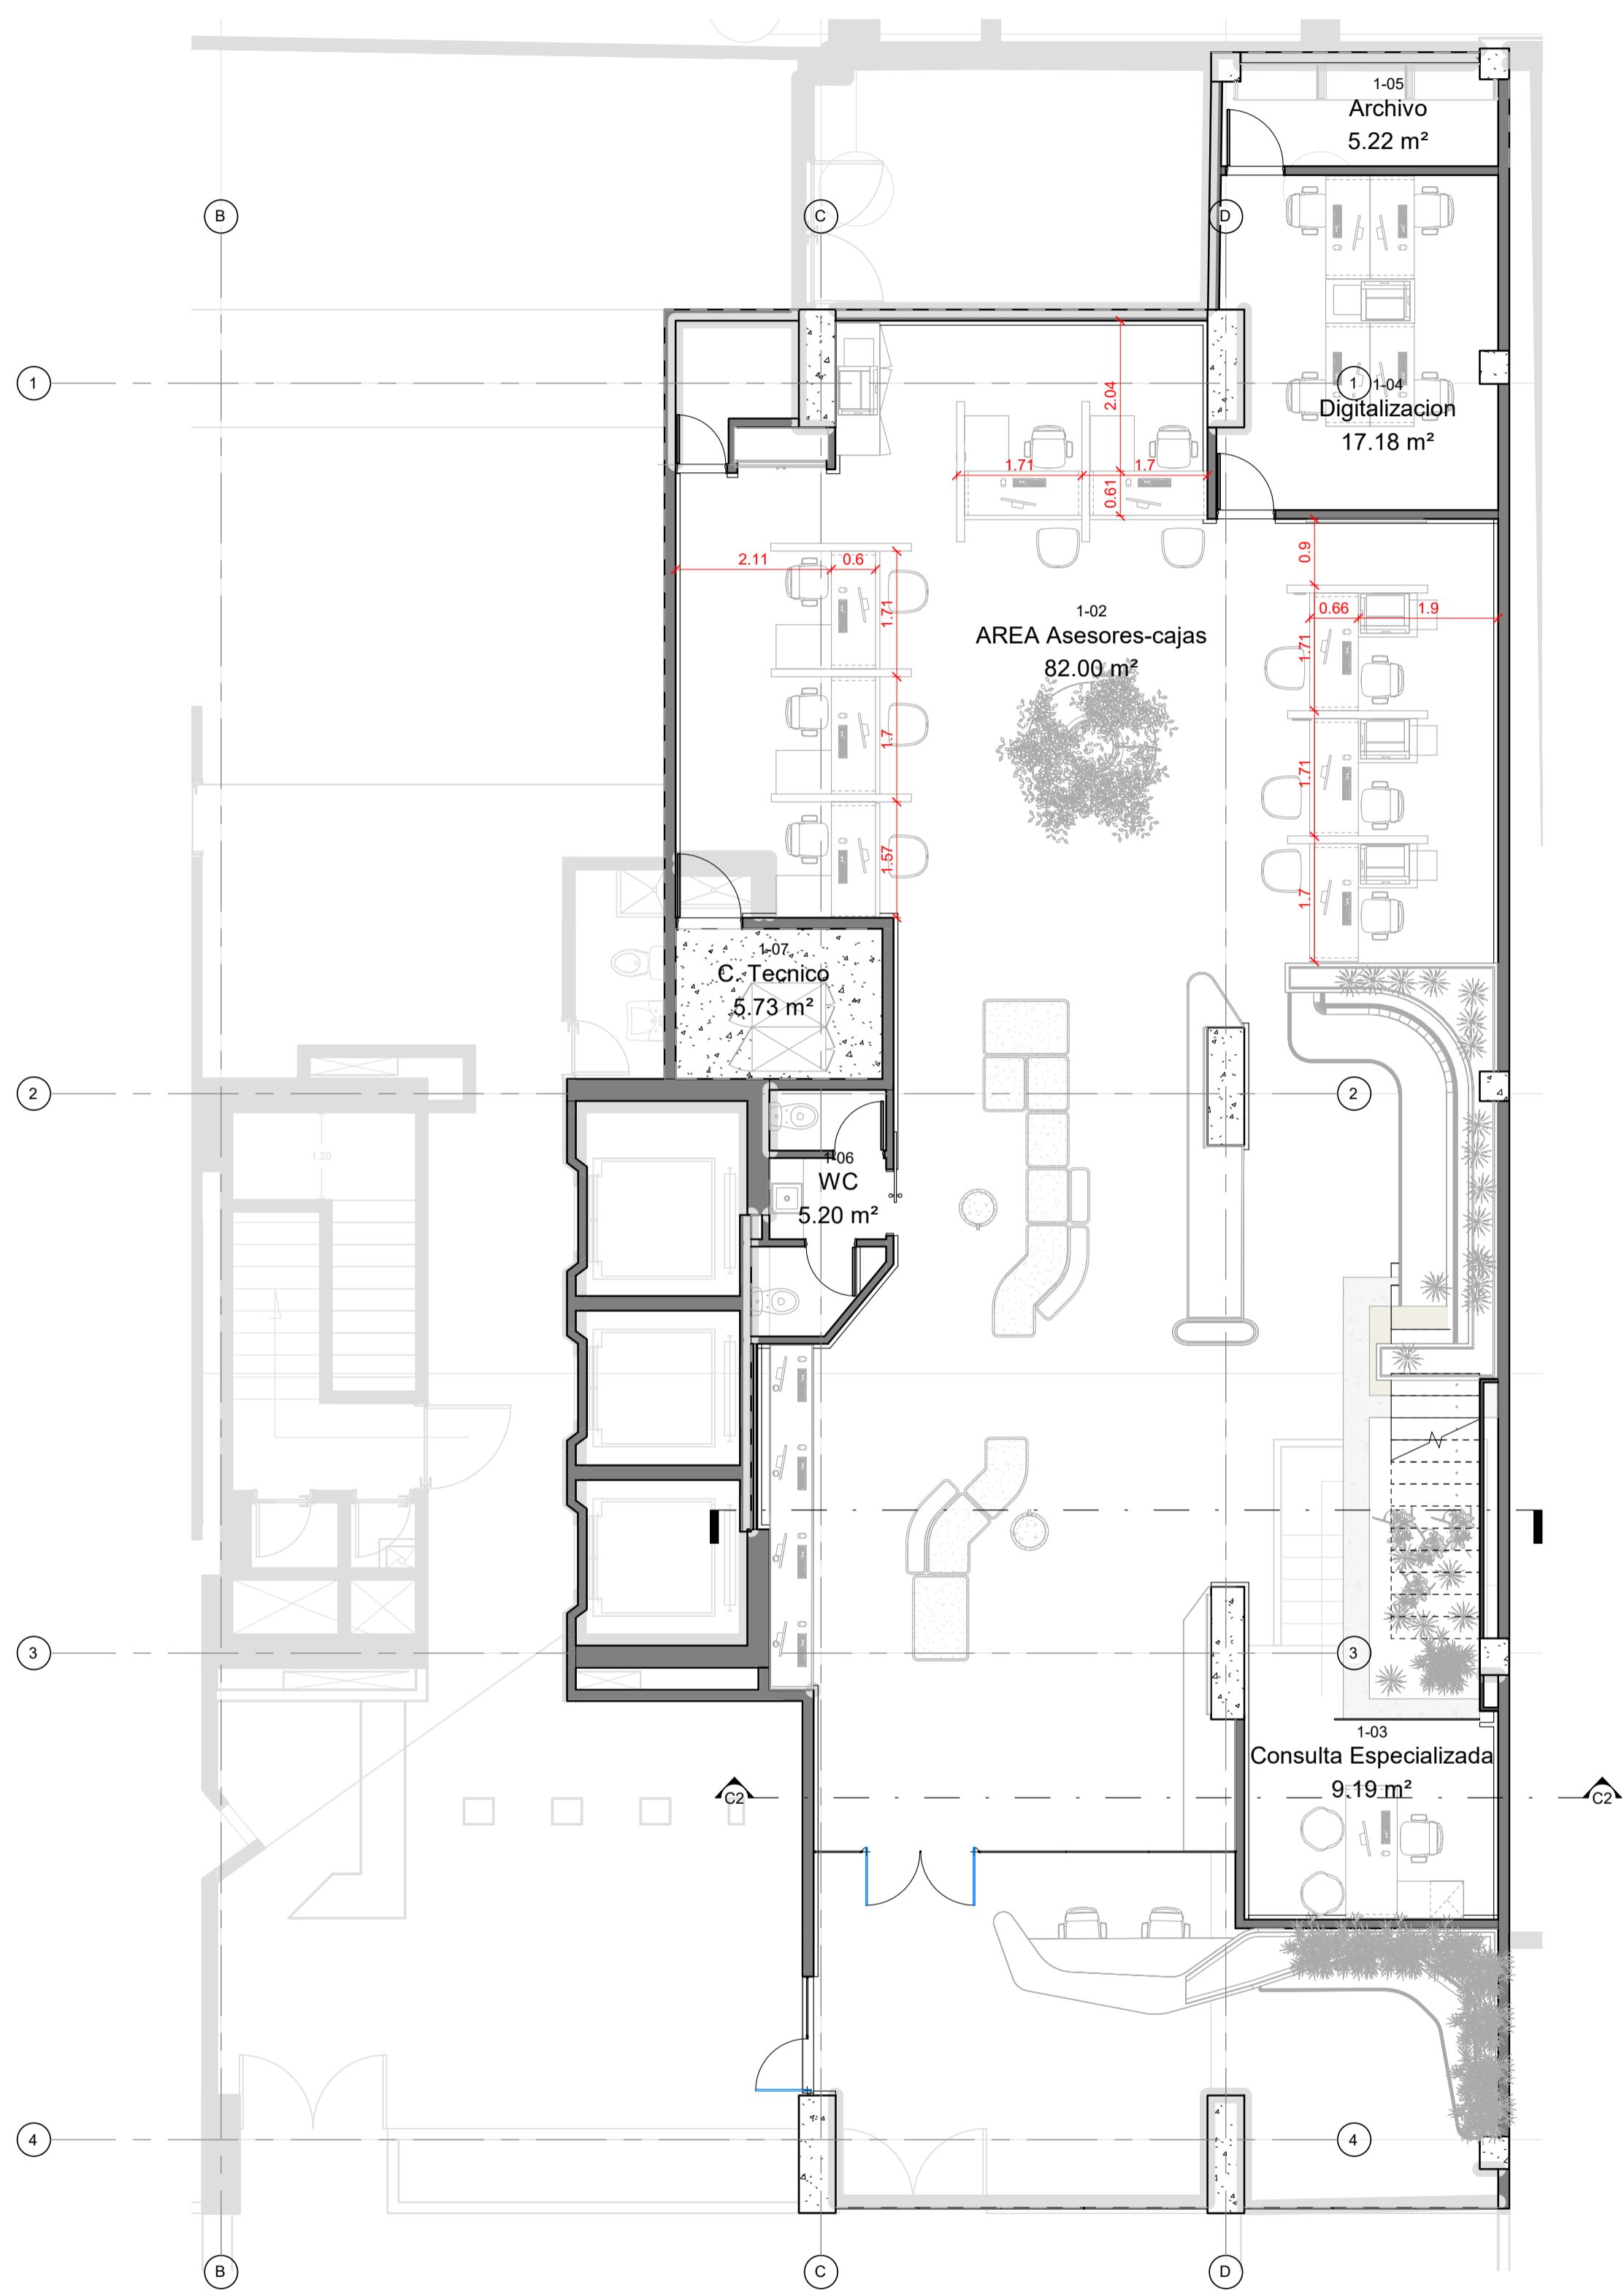 1-05
Archivo
5.22 m²
B
C
D
1
1
1-04
Digitalizacion
17.18 m²
2.04
1.71
1.7
0.61
0.9
2.11
0.6
1.71
1-02
AREA Asesores-cajas
82.00 m²
0.66
1.9
1.71
1.7
1.71
1.57
1.7
1-07
C. Tecnico
5.73 m²
2
2
1.20
1-06
WC
5.20 m²
3
3
1-03
Consulta Especializada
9.19 m²
C2
C2
4
4
B
C
D